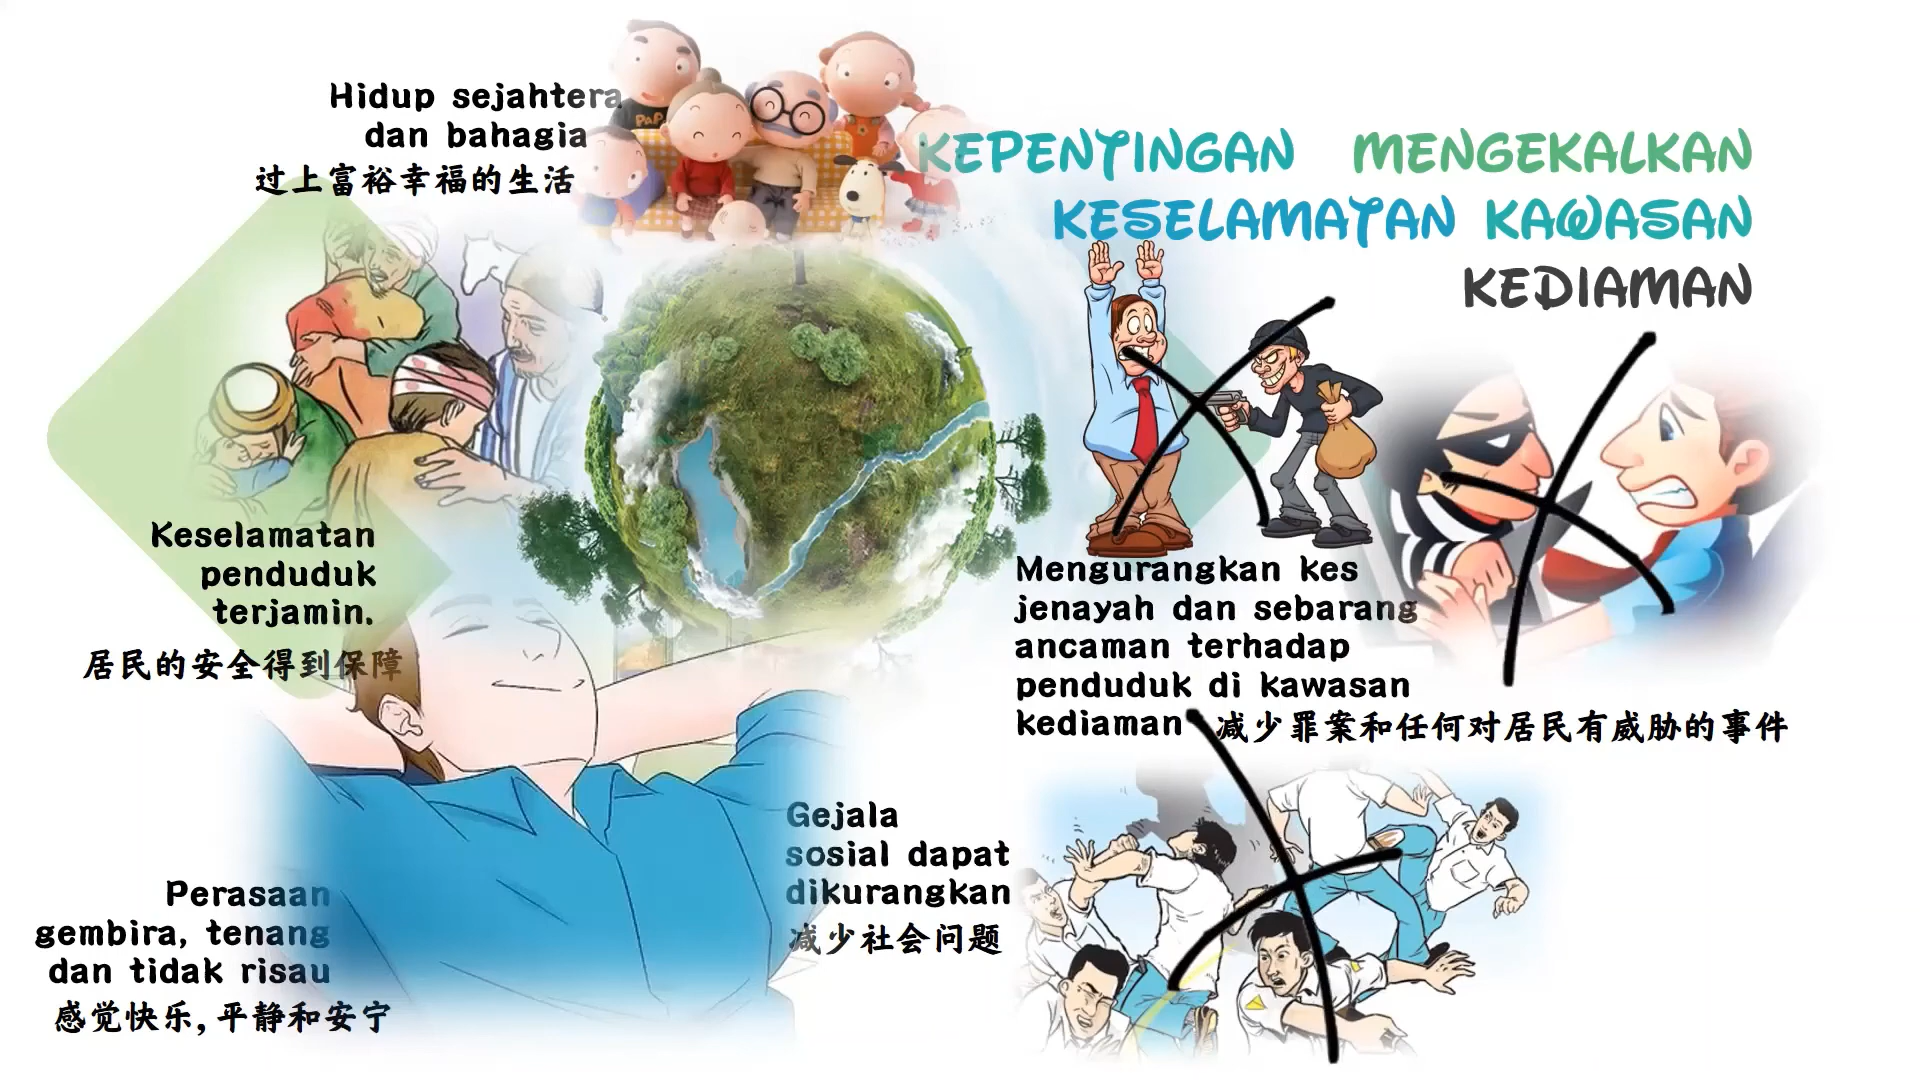 KEPENTINGAN MENGEKALKAN
KESELAMATAN KAWASAN
KEDIAMAN
Hidup sejahtera
dan bahagia
过上富裕幸福的生活
PAPA
Keselamatan
penduduk
terjamin.
居民的安全得到保障
Perasaan
gembira, tenang
dan tidak risau
感觉快乐,平静和安宁
Mengurangkan kes
jenayah dan sebarang
ancaman terhadap
penduduk di kawasan
kediaman 减少罪案和任何对居民有威胁的事件
Gejala
sosial dapat
dikurangkan
减少社会问题